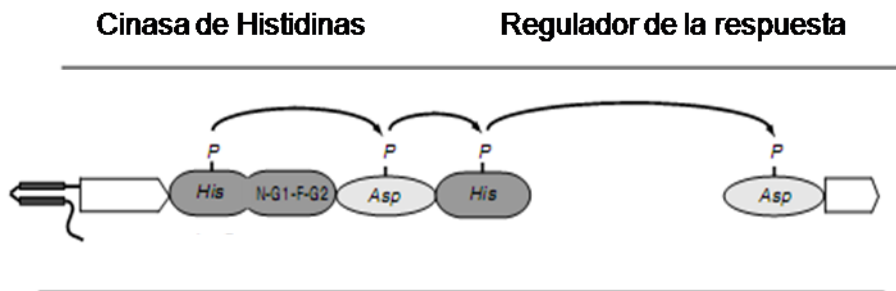 Cinasa de Histidinas Regulador de la respuesta
P P P P
His N-G1-F-G2 Asp His Asp